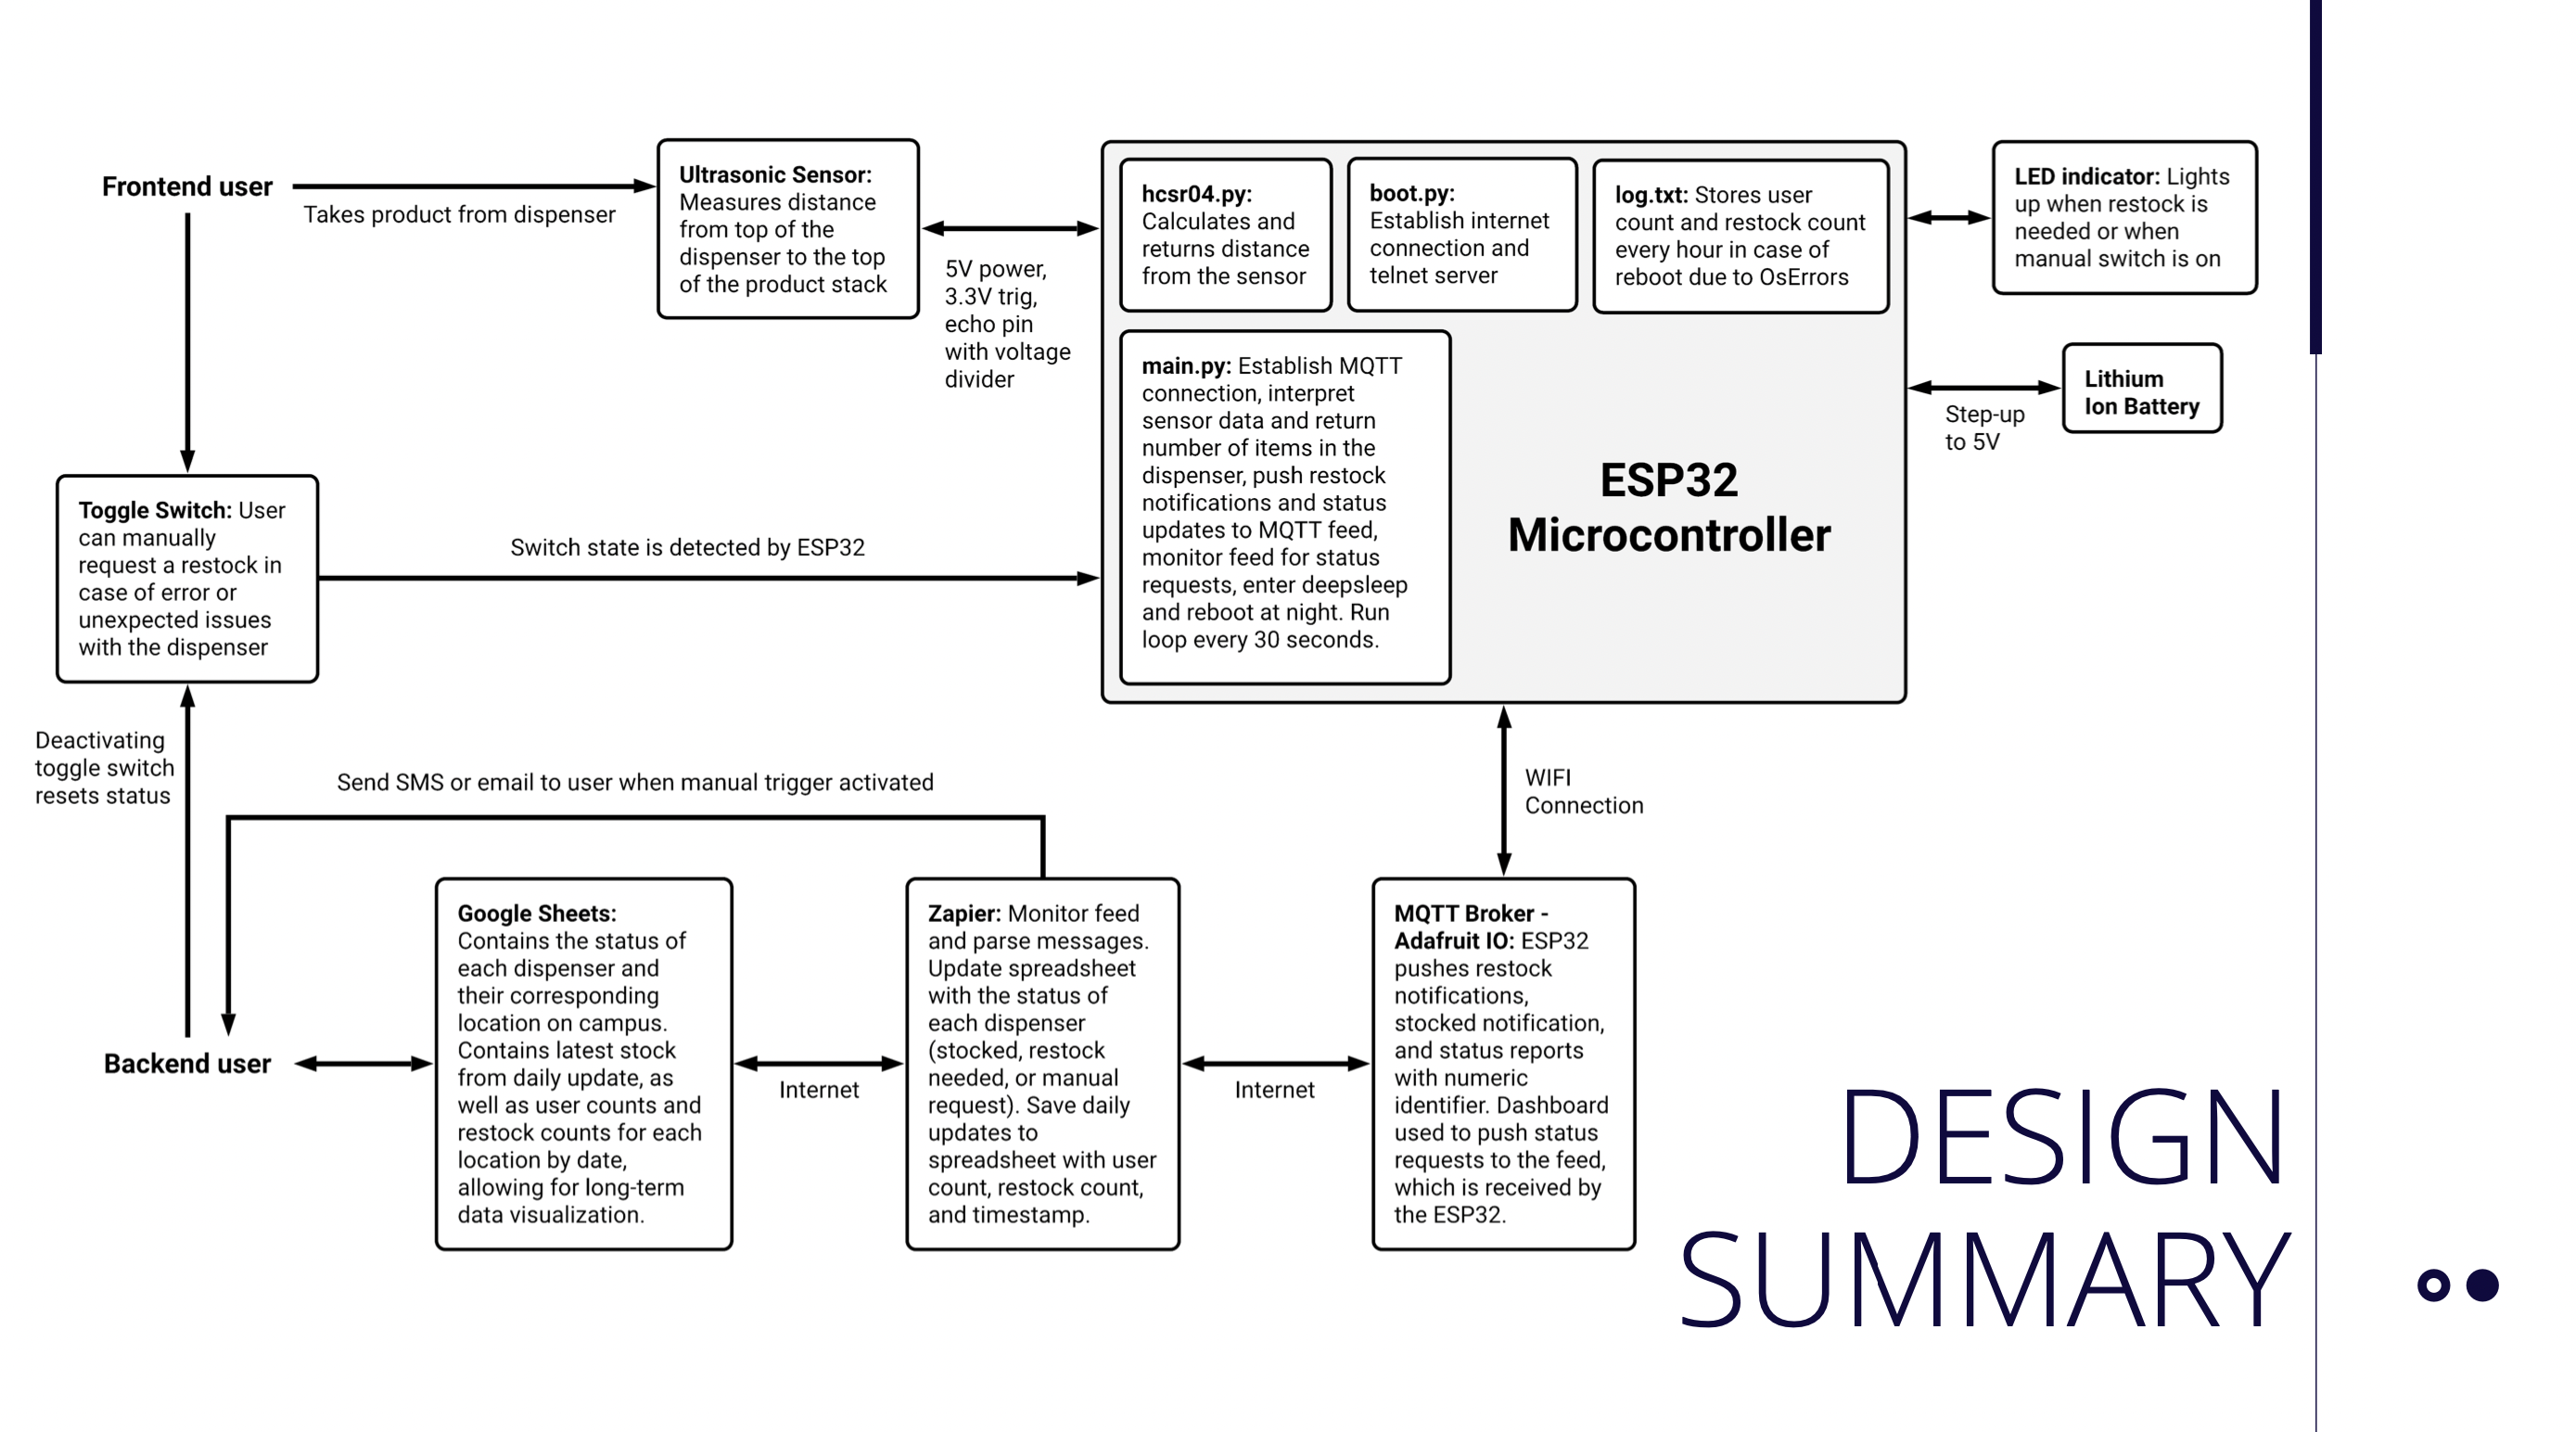 Frontend user
Takes product from dispenser
Ultrasonic Sensor:
Measures distance
from top of the
dispenser to the top
of the product stack
5V power,
3.3V trig,
echo pin
with voltage
divider
hcsr04.py:
Calculates and
returns distance
from the sensor
boot.py:
Establish internet
connection and
telnet server
log.txt: Stores user
count and restock count
every hour in case of
reboot due to OsErrors
main.py: Establish MQTT
connection, interpret
sensor data and return
number of items in the
dispenser, push restock
notifications and status
updates to MQTT feed,
monitor feed for status
requests, enter deepsleep
and reboot at night. Run
loop every 30 seconds.
ESP32
Microcontroller
LED indicator: Lights
up when restock is
needed or when
manual switch is on
Lithium
Ion Battery
Step-up
to 5V
Toggle Switch: User
can manually
request a restock in
case of error or
unexpected issues
with the dispenser
Switch state is detected by ESP32
Deactivating
toggle switch
resets status
Send SMS or email to user when manual trigger activated
WIFI
Connection
Backend user
Google Sheets:
Contains the status of
each dispenser and
their corresponding
location on campus.
Contains latest stock
from daily update, as
well as user counts and
restock counts for each
location by date,
allowing for long-term
data visualization.
Internet
Zapier: Monitor feed
and parse messages.
Update spreadsheet
with the status of
each dispenser
(stocked, restock
needed, or manual
request). Save daily
updates to
spreadsheet with user
count, restock count,
and timestamp.
Internet
MQTT Broker -
Adafruit IO: ESP32
pushes restock
notifications,
stocked notification,
and status reports
with numeric
identifier. Dashboard
used to push status
requests to the feed,
which is received by
the ESP32.
DESIGN
SUMMARY